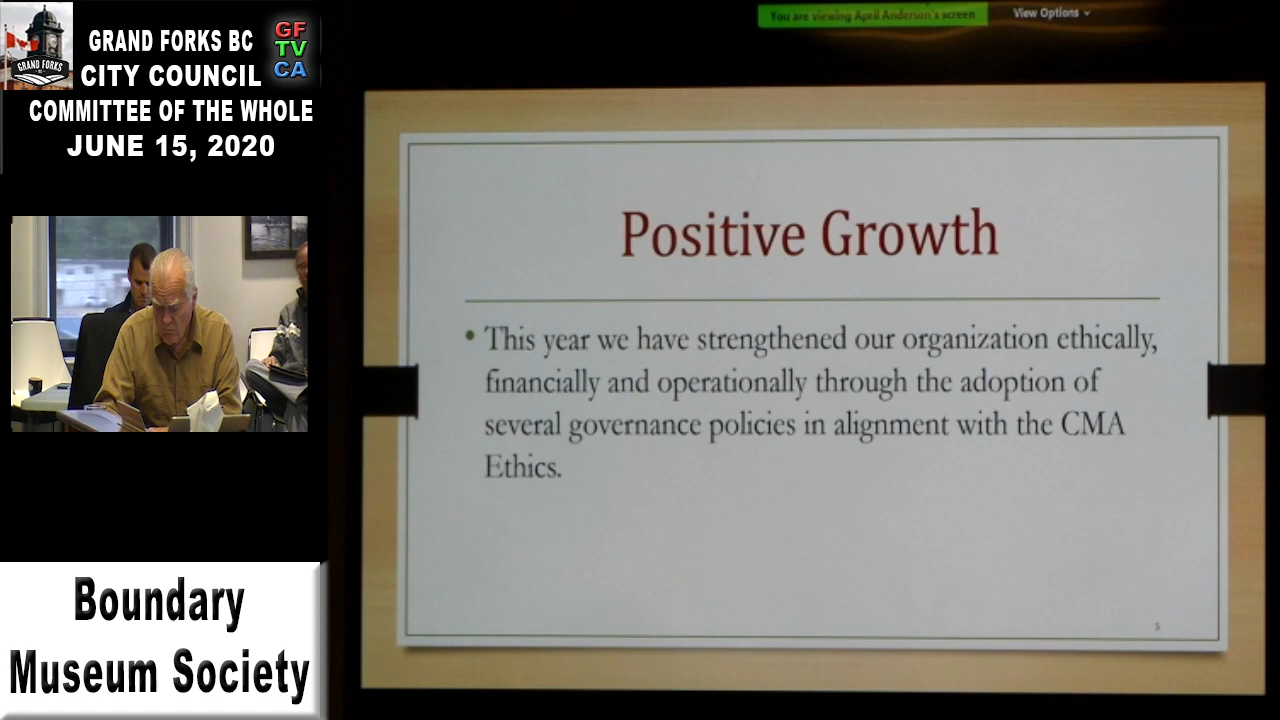 GRAND FORKS BC
CITY COUNCIL
COMMITTEE OF THE WHOLE
JUNE 15, 2020
GF
TV
CA
GRAND FORKS
You are viewing April Anderson's screen
View Options
Positive Growth
• This year we have strengthened our organization ethically,
financially and operationally through the adoption of
several governance policies in alignment with the CMA
Ethics.
Boundary
Museum Society